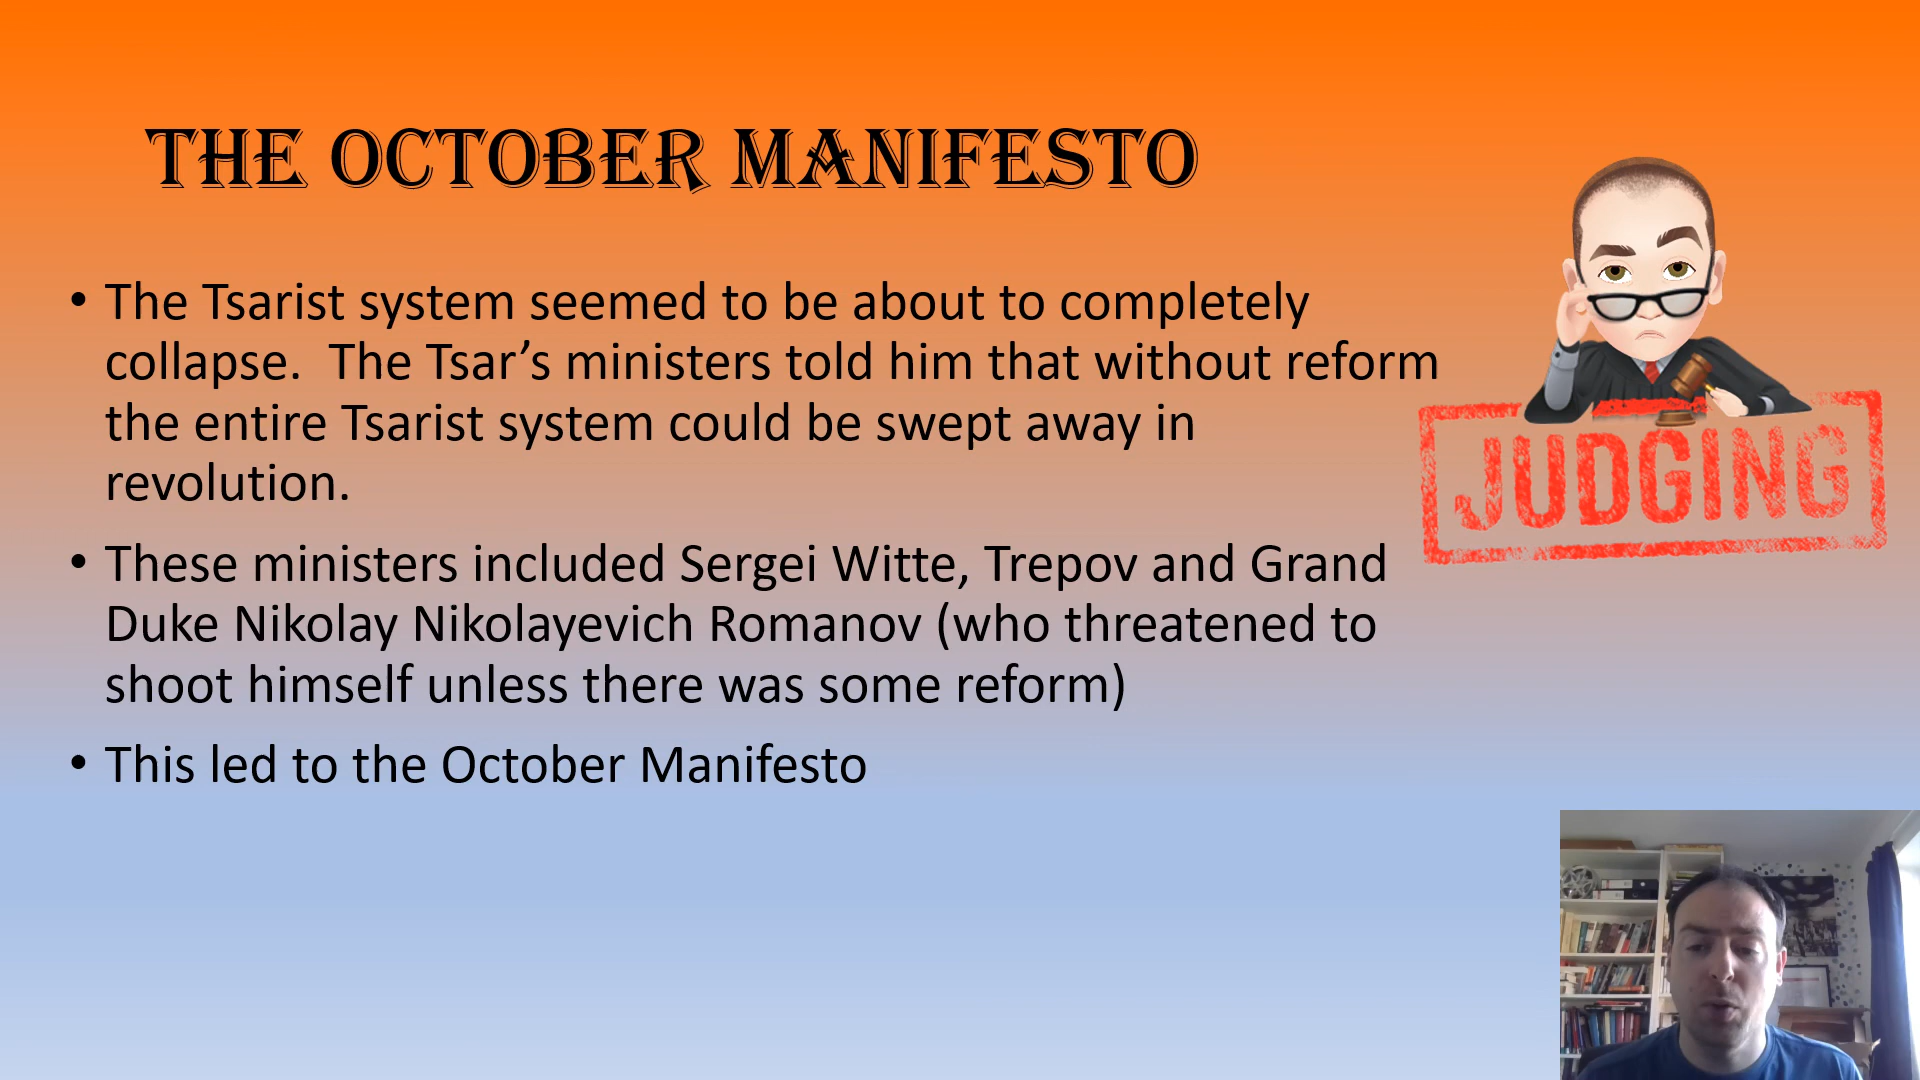 THE OCTOBER MANIFESTO
• The Tsarist system seemed to be about to completely
collapse.  The Tsar’s ministers told him that without reform
the entire Tsarist system could be swept away in
revolution.
• These ministers included Sergei Witte, Trepov and Grand
Duke Nikolay Nikolayevich Romanov (who threatened to
shoot himself unless there was some reform)
• This led to the October Manifesto
JUDGING